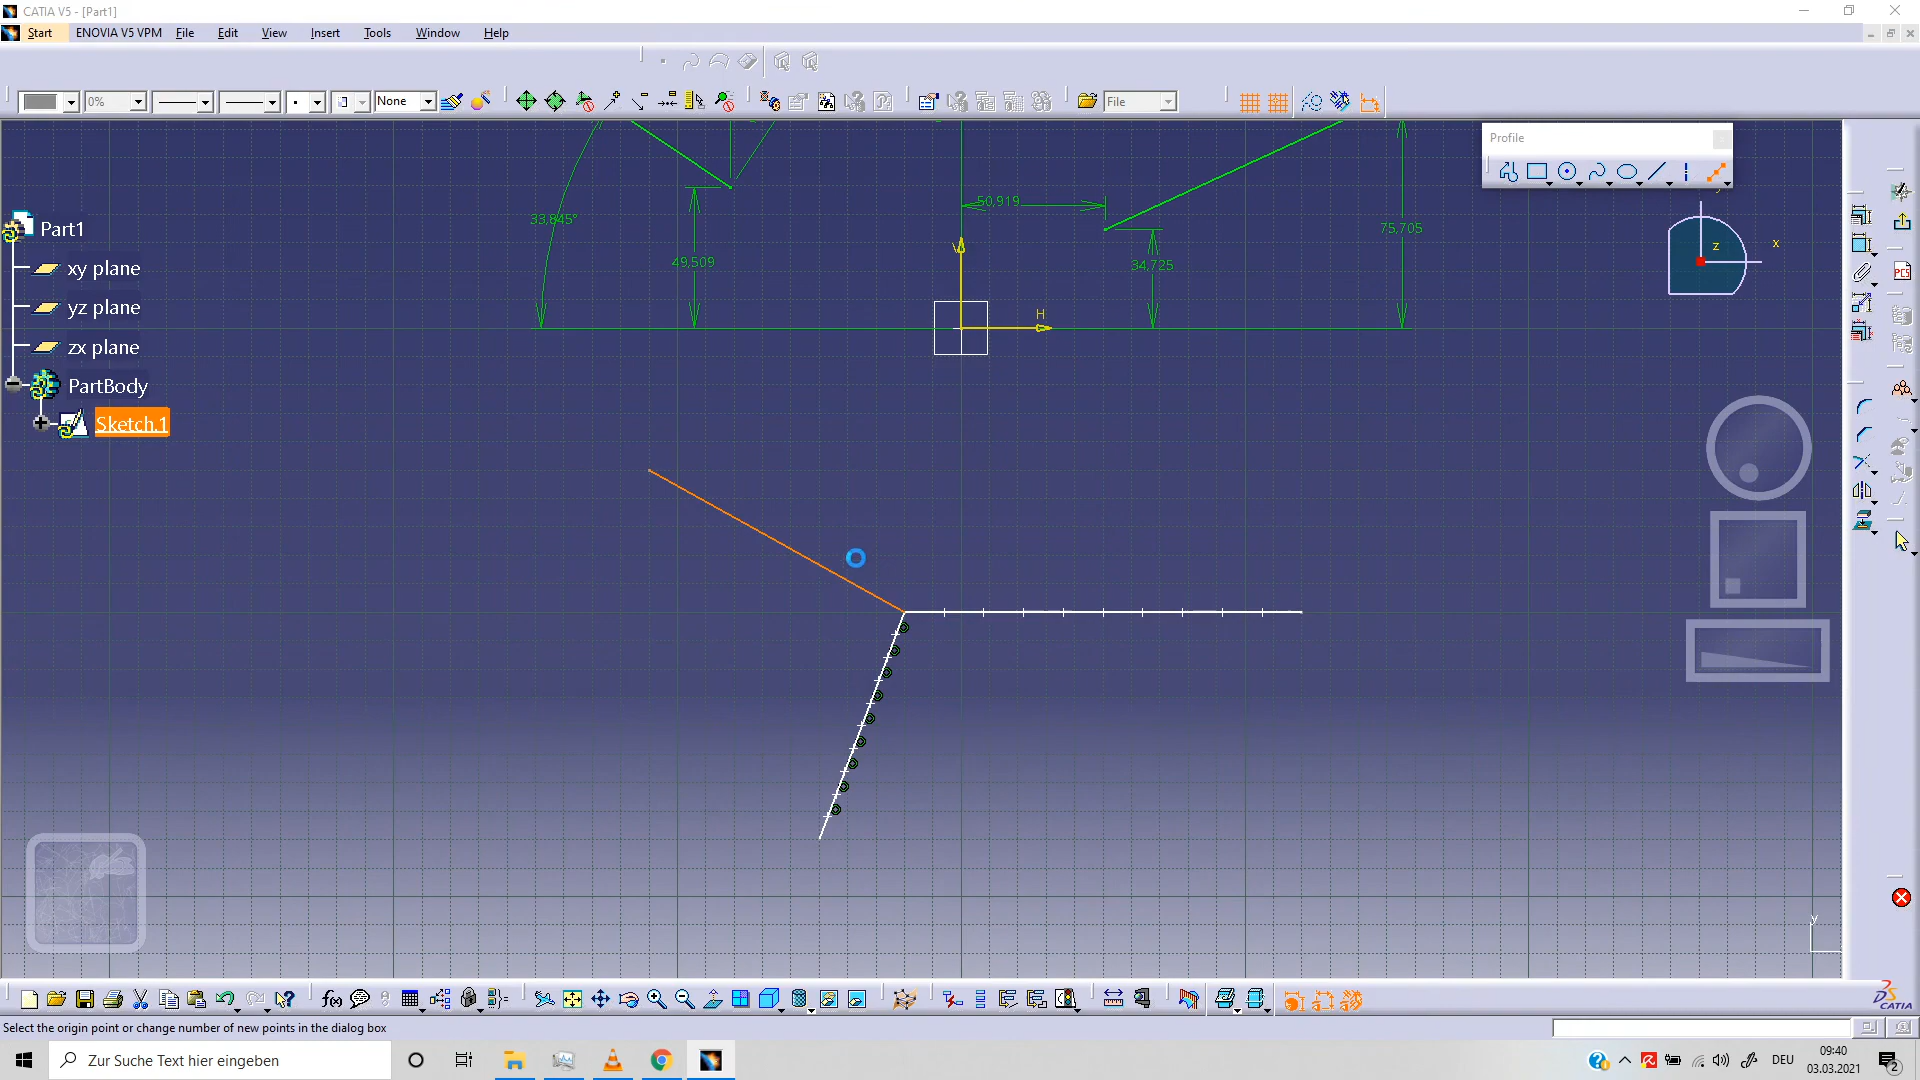 CATIA V5 - [Part1]
Start ENOVIA V5 VPM File Edit View Insert Tools Window Help
0% None File
Profile
33,845°
49,509
50,919
34,725
75,705
V
H
z
x
y
Part1
xy plane
yz plane
zx plane
PartBody
Sketch.1
PCS
f(x)
y
CATIA
Select the origin point or change number of new points in the dialog box
Zur Suche Text hier eingeben
DEU
09:40
03.03.2021
2